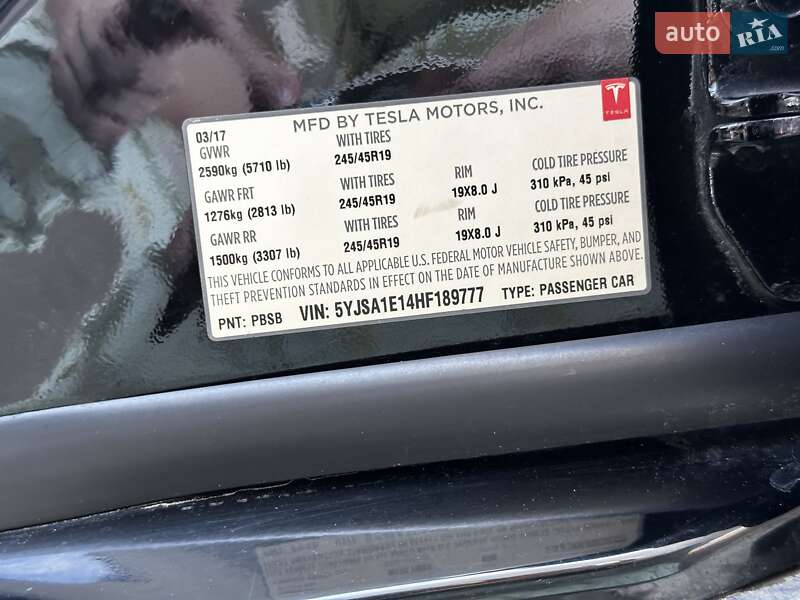 auto RIA.com
MFD BY TESLA MOTORS, INC.
TESLA
03/17
GVWR WITH TIRES
2590kg (5710 lb) 245/45R19
GAWR FRT WITH TIRES RIM COLD TIRE PRESSURE
1276kg (2813 lb) 245/45R19 19X8.0 J 310 kPa, 45 psi
GAWR RR WITH TIRES RIM COLD TIRE PRESSURE
1500kg (3307 lb) 245/45R19 19X8.0 J 310 kPa, 45 psi
THIS VEHICLE CONFORMS TO ALL APPLICABLE U.S. FEDERAL MOTOR VEHICLE SAFETY, BUMPER, AND
THEFT PREVENTION STANDARDS IN EFFECT ON THE DATE OF MANUFACTURE SHOWN ABOVE.
PNT: PBSB VIN: 5YJSA1E14HF189777 TYPE: PASSENGER CAR